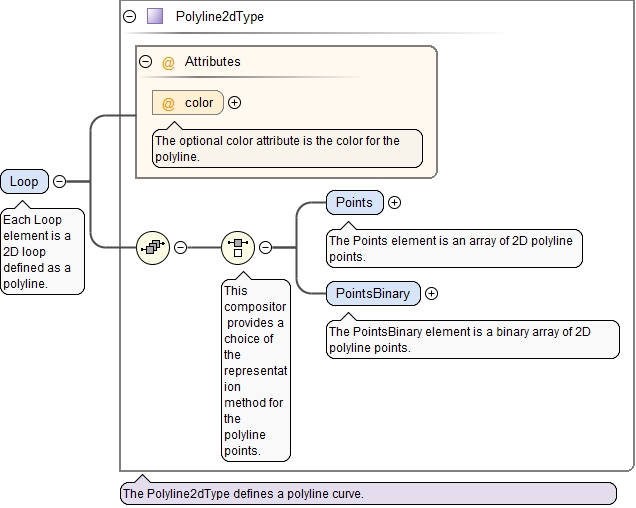 Polyline2dType
@ Attributes
@ color
The optional color attribute is the color for the
polyline.
Loop
Each Loop
element is a
2D loop
defined as a
polyline.
Points
The Points element is an array of 2D polyline
points.
PointsBinary
The PointsBinary element is a binary array of 2D
polyline points.
This
compositor
provides a
choice of
the
representat
ion
method for
the
polyline
points.
The Polyline2dType defines a polyline curve.